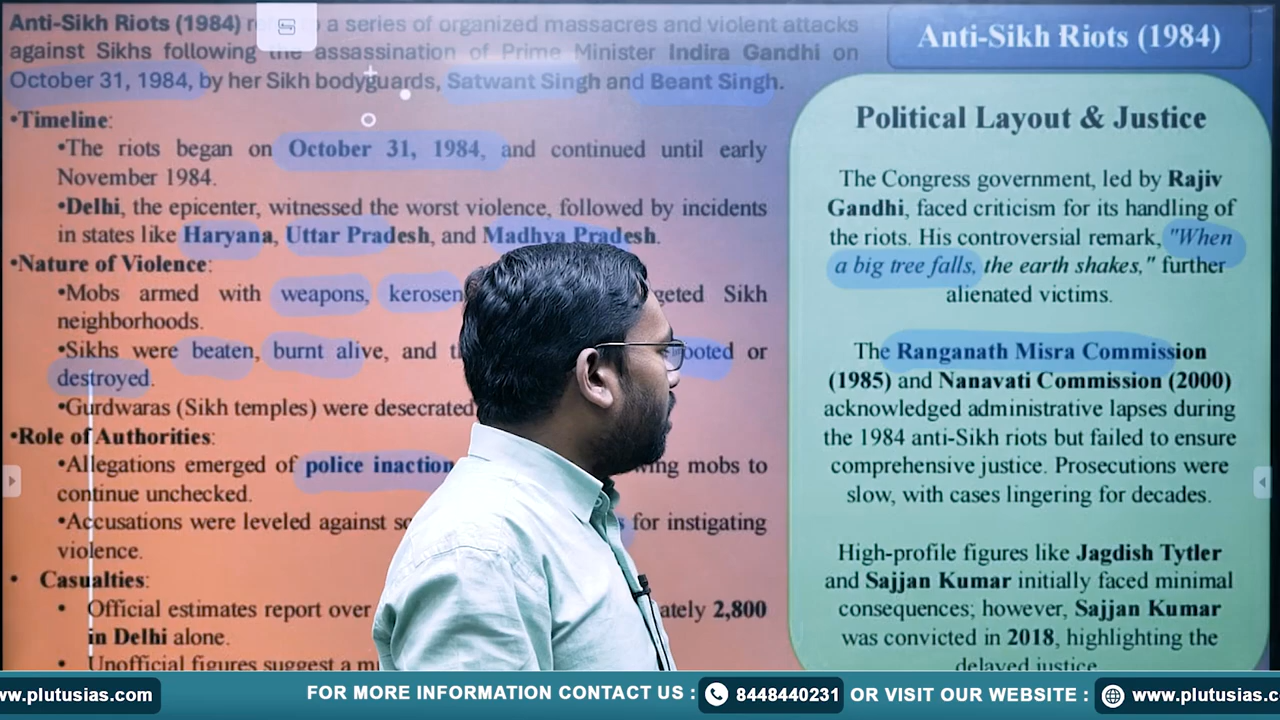 Anti-Sikh Riots (1984) a series of organized massacres and violent attacks
against Sikhs following the assassination of Prime Minister Indira Gandhi on
October 31, 1984, by her Sikh bodyguards, Satwant Singh and Beant Singh.
•Timeline:
•The riots began on October 31, 1984, and continued until early
November 1984.
•Delhi, the epicenter, witnessed the worst violence, followed by incidents
in states like Haryana, Uttar Pradesh, and Madhya Pradesh.
•Nature of Violence:
•Mobs armed with weapons, kerosen Sikh
neighborhoods.
•Sikhs were beaten, burnt alive, and or
destroyed.
•Gurdwaras (Sikh temples) were desecrated
•Role of Authorities:
•Allegations emerged of police inaction mobs to
continue unchecked.
•Accusations were leveled against for instigating
violence.
• Casualties:
• Official estimates report over 2,800
in Delhi alone.
• Unofficial figures suggest a
Anti-Sikh Riots (1984)
Political Layout & Justice
The Congress government, led by Rajiv
Gandhi, faced criticism for its handling of
the riots. His controversial remark, "When
a big tree falls, the earth shakes," further
alienated victims.
The Ranganath Misra Commission
(1985) and Nanavati Commission (2000)
acknowledged administrative lapses during
the 1984 anti-Sikh riots but failed to ensure
comprehensive justice. Prosecutions were
slow, with cases lingering for decades.
High-profile figures like Jagdish Tytler
and Sajjan Kumar initially faced minimal
consequences; however, Sajjan Kumar
was convicted in 2018, highlighting the
delayed justice
ww.plutusias.com FOR MORE INFORMATION CONTACT US : 8448440231 OR VISIT OUR WEBSITE : www.plutusias.c